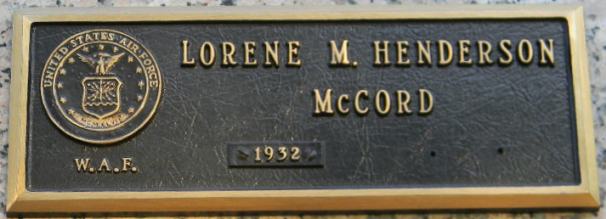 UNITED STATES AIR FORCE
LORENE M. HENDERSON
McCORD
W.A.F.
1932